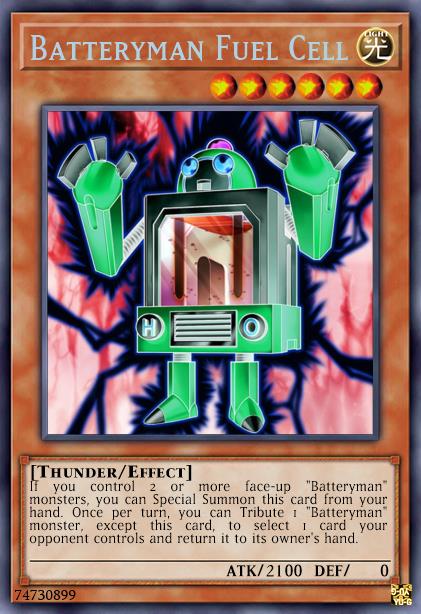 BATTERYMAN FUEL CELL
LIGHT
光
H O
[THUNDER/EFFECT]
If you control 2 or more face-up "Batteryman"
monsters, you can Special Summon this card from your
hand. Once per turn, you can Tribute 1 "Batteryman"
monster, except this card, to select 1 card your
opponent controls and return it to its owner's hand.
ATK/2100 DEF/ 0
74730899